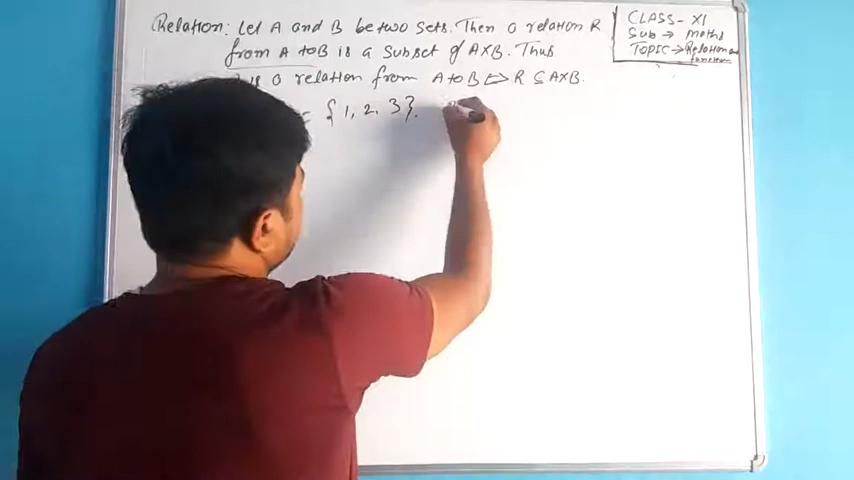 Relation: Let A and B be two sets. Then a relation R
from A to B is a subset of A×B. Thus
is a relation from A to B ⇔ R ⊆ A×B.
= {1, 2, 3}.
CLASS - XI
Sub → maths
Topic → Relation and
function